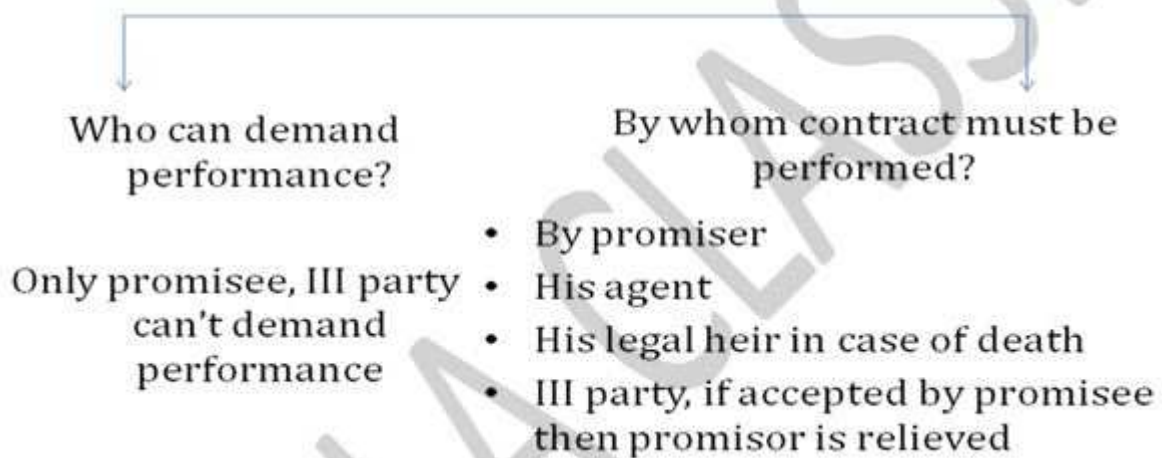 Who can demand
performance?
Only promisee, III party
can't demand
performance
By whom contract must be
performed?
• By promiser
• His agent
• His legal heir in case of death
• III party, if accepted by promisee
then promisor is relieved